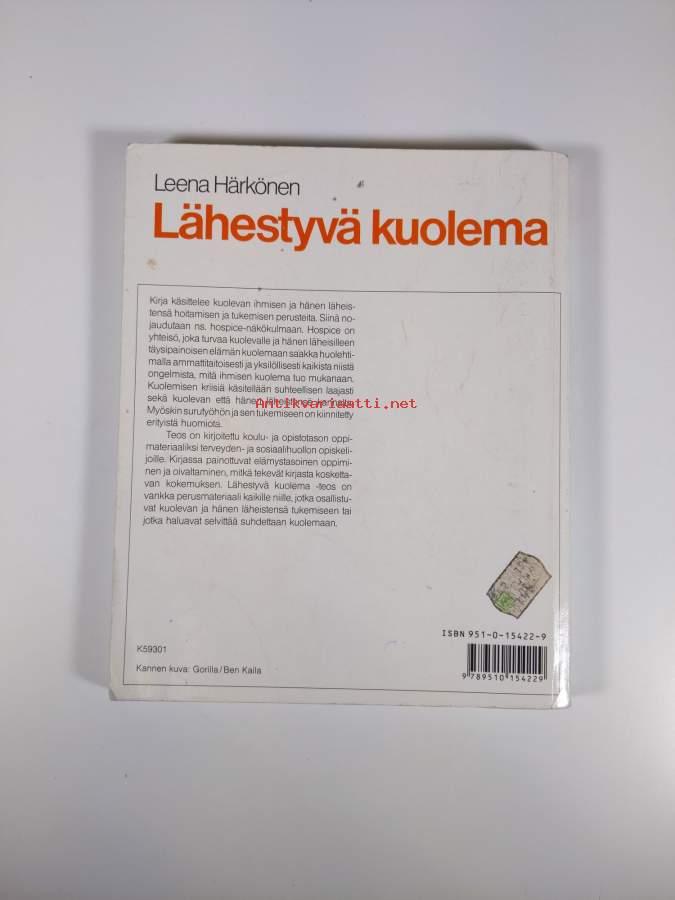 Leena Härkönen
Lähestyvä kuolema
Kirja käsittelee kuolevan ihmisen ja hänen läheis-
tensä hoitamisen ja tukemisen perusteita. Siinä no-
jaudutaan ns. hospice-näkökulmaan. Hospice on
yhteisö, joka turvaa kuolevalle ja hänen läheisilleen
täysipainoisen elämän kuolemaan saakka huolehti-
malla ammattitaitoisesti ja yksilöllisesti kaikista niistä
ongelmista, mitä ihmisen kuolema tuo mukanaan.
Kuolemisen kriisiä käsitellään suhteellisen laajasti
sekä kuolevan että hänen läheistensä kannalta.
Antikvariaatti.net
Myöskin surutyöhön ja sen tukemiseen on kiinnitetty
erityistä huomiota.
Teos on kirjoitettu koulu- ja opistotason oppi-
materiaaliksi terveyden- ja sosiaalihuollon opiskeli-
joille. Kirjassa painottuvat elämystasoinen oppimi-
nen ja oivaltaminen, mitkä tekevät kirjasta kosketta-
van kokemuksen. Lähestyvä kuolema -teos on
vankka perusmateriaali kaikille niille, jotka osallistu-
vat kuolevan ja hänen läheistensä tukemiseen tai
jotka haluavat selvittää suhdettaan kuolemaan.
ISBN 951-0-15422-9
K59301
Kannen kuva: Gorilla/Ben Kaila
9 789510 154229